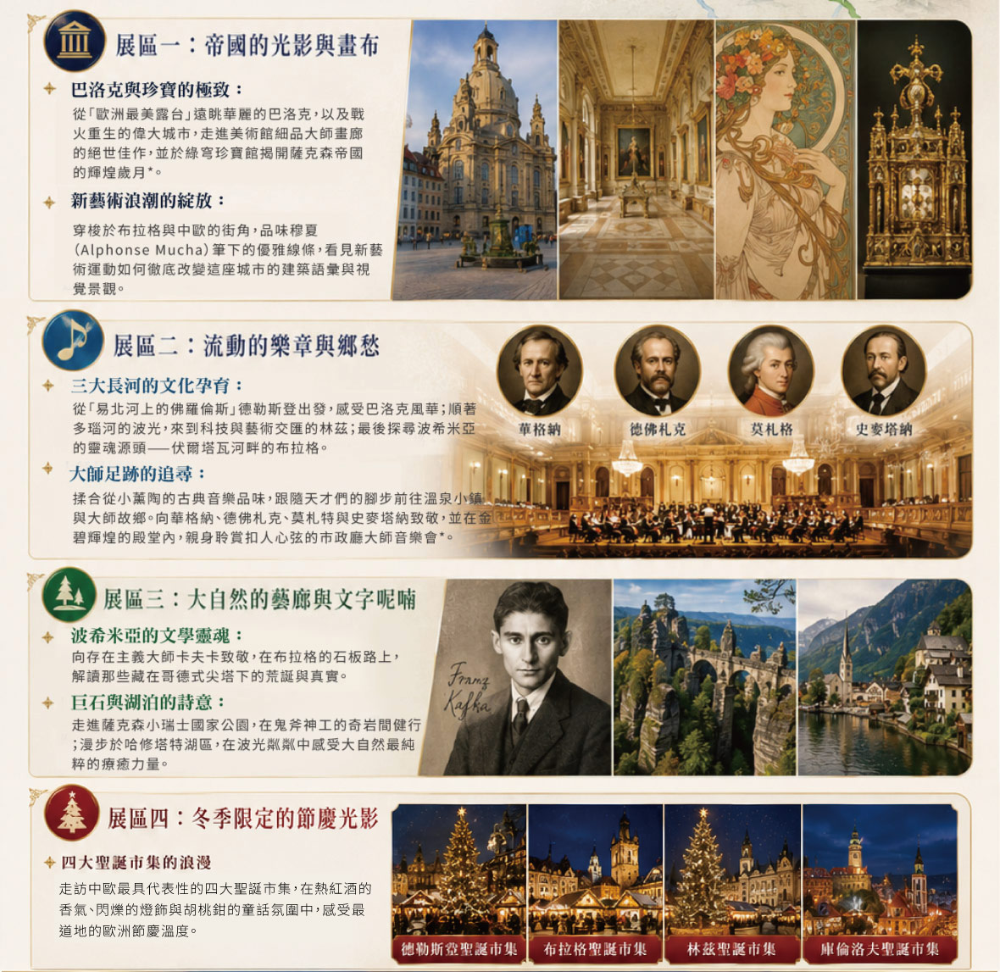 展區一：帝國的光影與畫布
巴洛克與珍寶的極致：
從「歐洲最美露台」遠眺華麗的巴洛克，以及戰
火重生的偉大城市，走進美術館細品大師畫廊
的絕世佳作，並於綠穹珍寶館揭開薩克森帝國
的輝煌歲月*。
新藝術浪潮的綻放：
穿梭於布拉格與中歐的街角，品味穆夏
（Alphonse Mucha）筆下的優雅線條，看見新藝
術運動如何徹底改變這座城市的建築語彙與視
覺景觀。
展區二：流動的樂章與鄉愁
三大長河的文化孕育：
從「易北河上的佛羅倫斯」德勒斯登出發，感受巴洛克風華；順著
多瑙河的波光，來到科技與藝術交匯的林茲；最後探尋波希米亞
的靈魂源頭——伏爾塔瓦河畔的布拉格。
大師足跡的追尋：
揉合從小薰陶的古典音樂品味，跟隨天才們的腳步前往溫泉小鎮
與大師故鄉。向華格納、德佛札克、莫札特與史麥塔納致敬，並在金
碧輝煌的殿堂內，親身聆賞扣人心弦的市政廳大師音樂會*。
華格納
德佛札克
莫札格
史麥塔納
展區三：大自然的藝廊與文字呢喃
波希米亞的文學靈魂：
向存在主義大師卡夫卡致敬，在布拉格的石板路上，
解讀那些藏在哥德式尖塔下的荒誕與真實。
巨石與湖泊的詩意：
走進薩克森小瑞士國家公園，在鬼斧神工的奇岩間健行
；漫步於哈修塔特湖區，在波光粼粼中感受大自然最純
粹的療癒力量。
Franz
Kafka
展區四：冬季限定的節慶光影
四大聖誕市集的浪漫
走訪中歐最具代表性的四大聖誕市集，在熱紅酒的
香氣、閃爍的燈飾與胡桃鉗的童話氛圍中，感受最
道地的歐洲節慶溫度。
德勒斯登聖誕市集
布拉格聖誕市集
林茲聖誕市集
庫倫洛夫聖誕市集